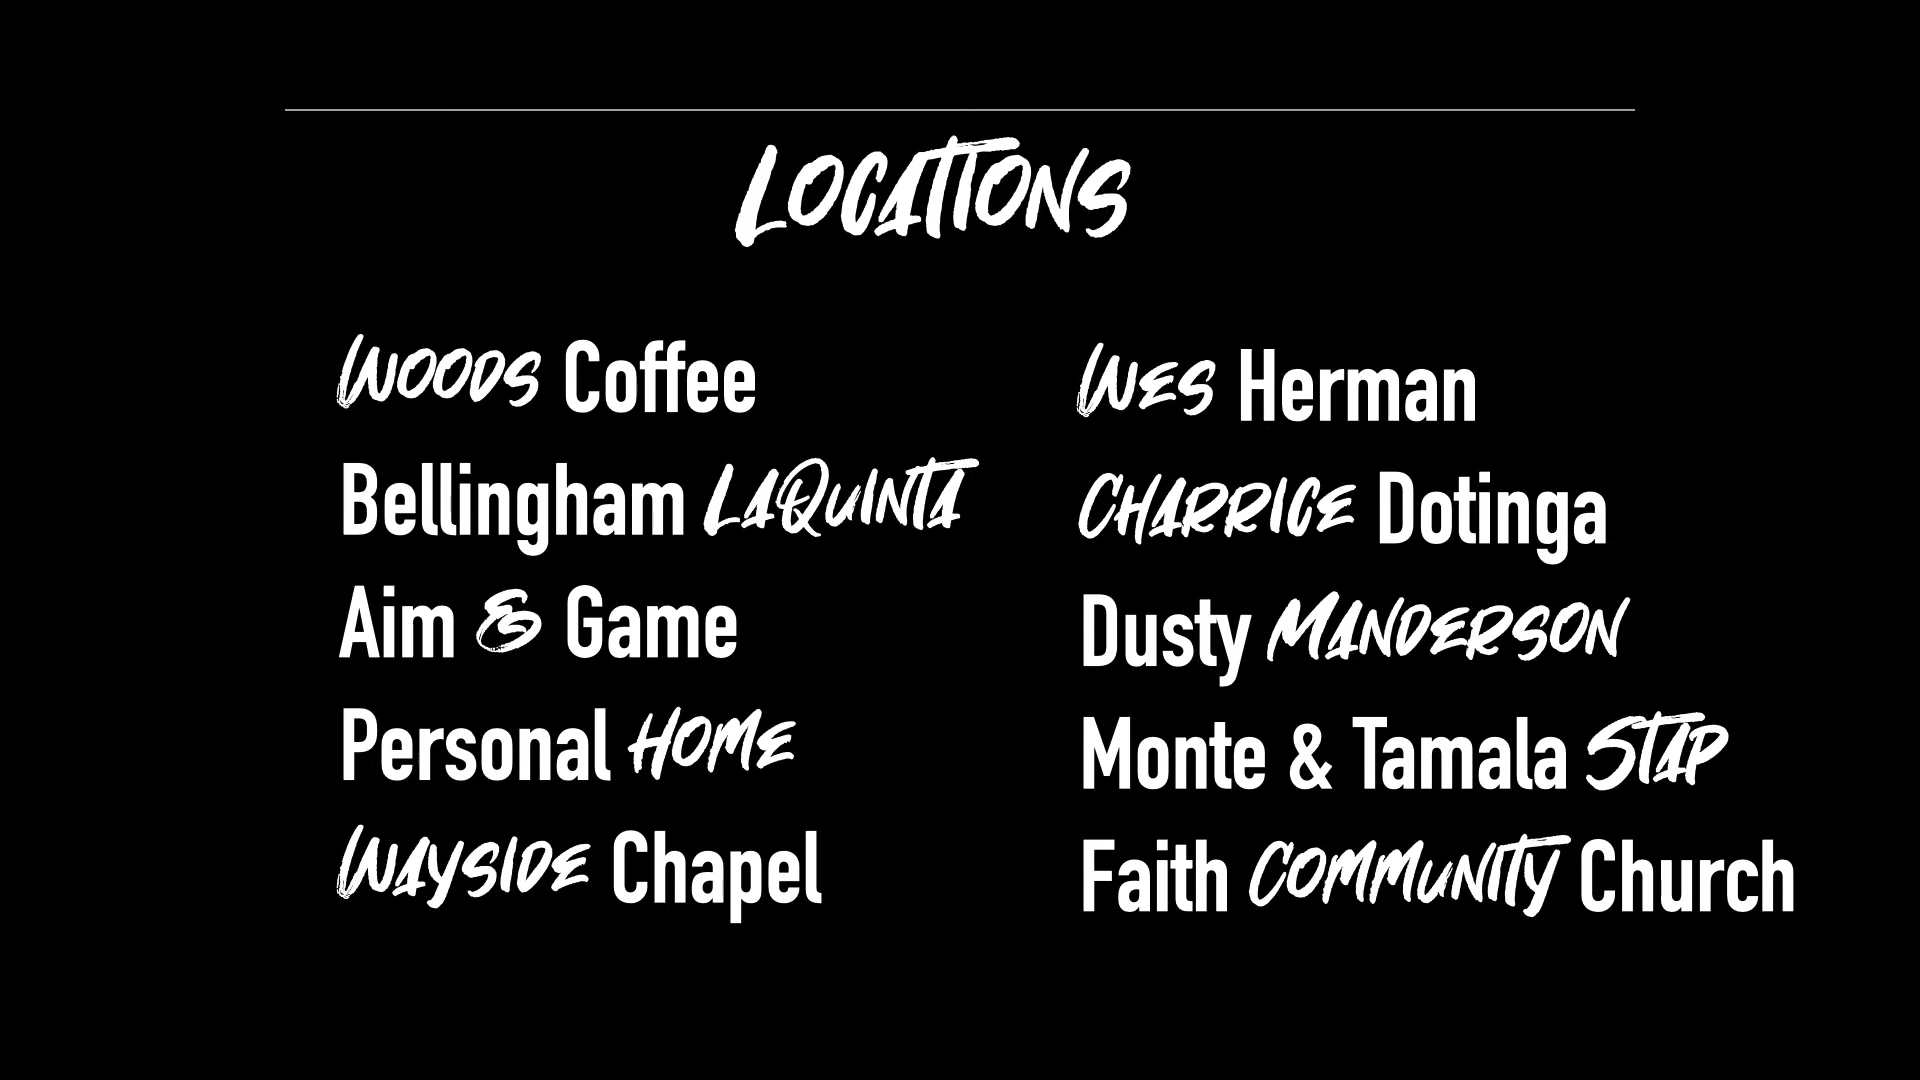 Locations
Woods Coffee
Bellingham LaQuinta
Aim & Game
Personal Home
Wayside Chapel
Wes Herman
Charrice Dotinga
Dusty Manderson
Monte & Tamala Stap
Faith Community Church